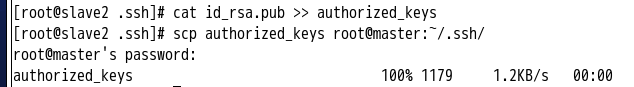 [root@slave2 .ssh]# cat id_rsa.pub >> authorized_keys
[root@slave2 .ssh]# scp authorized_keys root@master:~/.ssh/
root@master's password:
authorized_keys 100% 1179 1.2KB/s 00:00